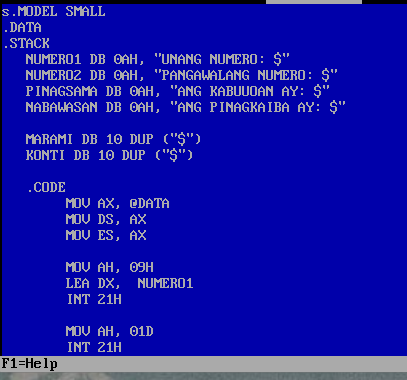 s.MODEL SMALL
.DATA
.STACK
NUMERO1 DB 0AH, "UNANG NUMERO: $"
NUMERO2 DB 0AH, "PANGAWALANG NUMERO: $"
PINAGSAMA DB 0AH, "ANG KABUUOAN AY: $"
NABAWASAN DB 0AH, "ANG PINAGKAIBA AY: $"
MARAMI DB 10 DUP ("$")
KONTI DB 10 DUP ("$")
.CODE
MOV AX, @DATA
MOV DS, AX
MOV ES, AX
MOV AH, 09H
LEA DX, NUMERO1
INT 21H
MOV AH, 01D
INT 21H
F1=Help